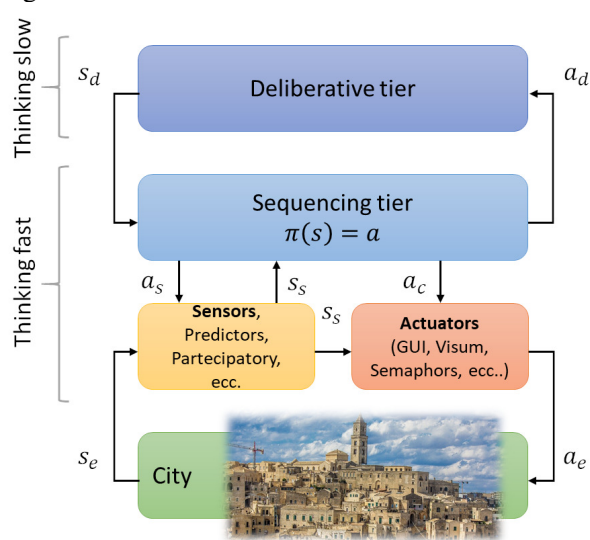 Thinking slow
s_d
Deliberative tier
a_d
Thinking fast
Sequencing tier
π(s) = a
a_s
s_s
a_c
Sensors,
Predictors,
Partecipatory,
ecc.
s_s
Actuators
(GUI, Visum,
Semaphors, ecc..)
s_e
City
a_e